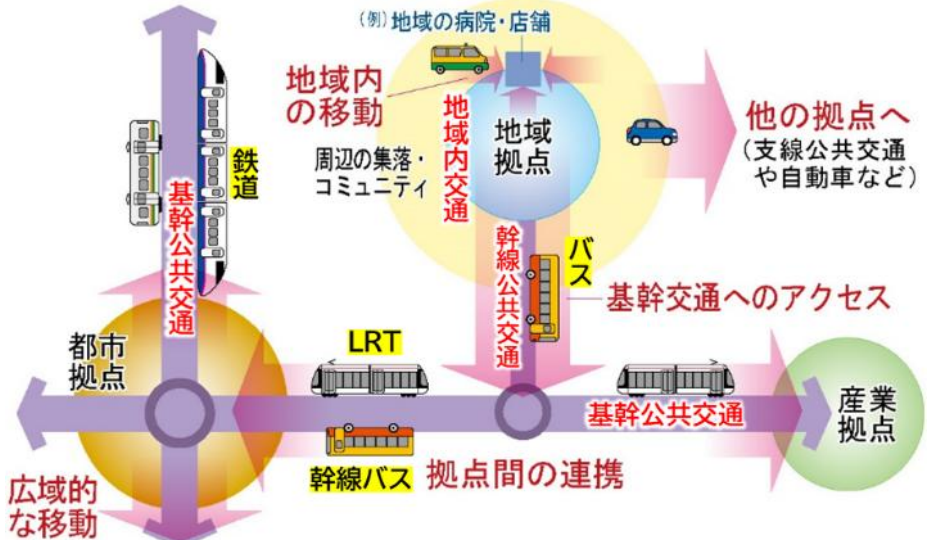 (例)地域の病院・店舗
地域内
の移動
地域内交通
地域
拠点
周辺の集落・
コミュニティ
他の拠点へ
(支線公共交通
や自動車など)
鉄道
基幹公共交通
幹線公共交通
バス
基幹交通へのアクセス
都市
拠点
LRT
基幹公共交通
産業
拠点
幹線バス
拠点間の連携
広域的
な移動